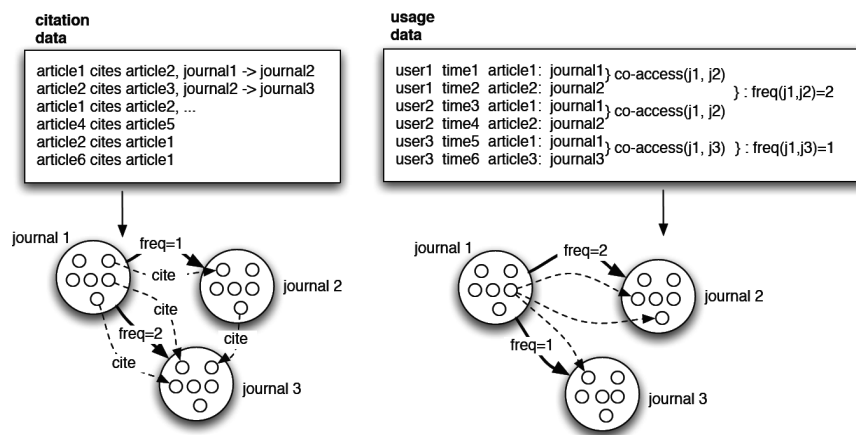 citation
data
article1 cites article2, journal1 -> journal2
article2 cites article3, journal2 -> journal3
article1 cites article2, ...
article4 cites article5
article2 cites article1
article6 cites article1
journal 1
freq=1
cite
journal 2
cite
freq=2
cite
cite
journal 3
usage
data
user1 time1 article1: journal1
user1 time2 article2: journal2
user2 time3 article1: journal1
user2 time4 article2: journal2
user3 time5 article1: journal1
user3 time6 article3: journal3
} co-access(j1, j2)
} : freq(j1,j2)=2
} co-access(j1, j2)
} co-access(j1, j3) } : freq(j1,j3)=1
journal 1
freq=2
journal 2
freq=1
journal 3